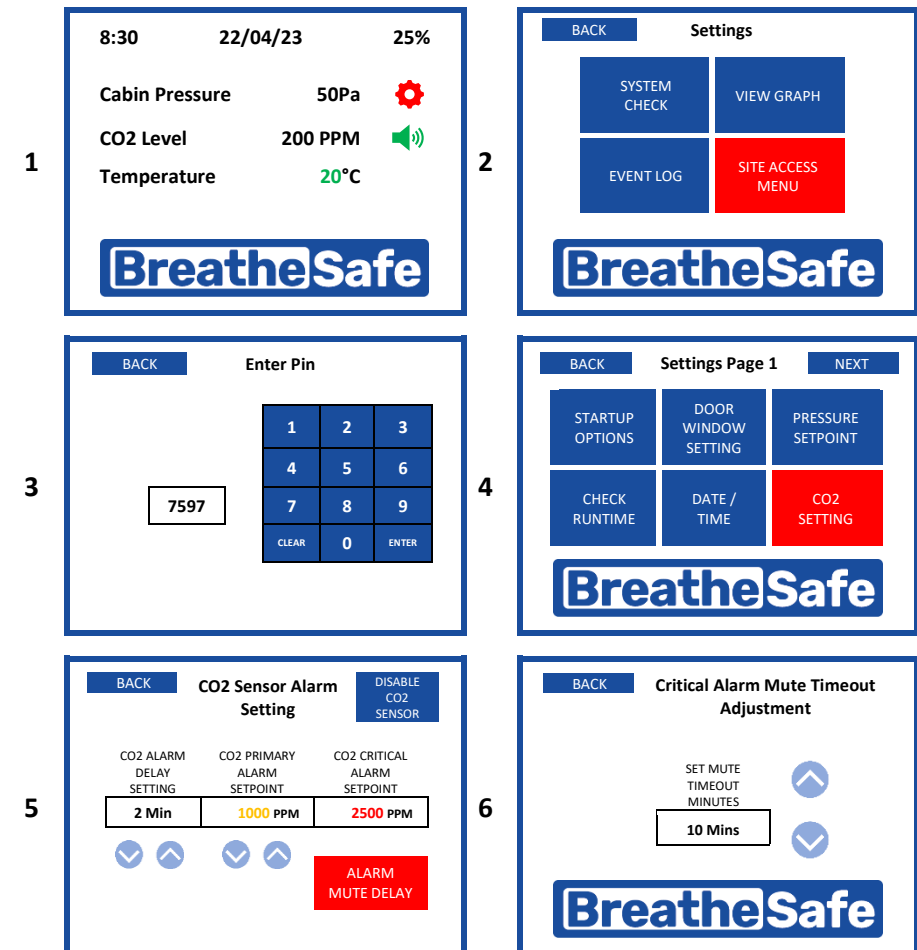 1
8:30 22/04/23 25%
Cabin Pressure 50Pa
CO2 Level 200 PPM
Temperature 20°C
BreatheSafe
2
BACK Settings
SYSTEM
CHECK
VIEW GRAPH
EVENT LOG
SITE ACCESS
MENU
BreatheSafe
3
BACK Enter Pin
7597
1 2 3
4 5 6
7 8 9
CLEAR 0 ENTER
4
BACK Settings Page 1 NEXT
STARTUP
OPTIONS
DOOR
WINDOW
SETTING
PRESSURE
SETPOINT
CHECK
RUNTIME
DATE /
TIME
CO2
SETTING
BreatheSafe
5
BACK
CO2 Sensor Alarm
Setting
DISABLE
CO2
SENSOR
CO2 ALARM
DELAY
SETTING
CO2 PRIMARY
ALARM
SETPOINT
CO2 CRITICAL
ALARM
SETPOINT
2 Min 1000 PPM 2500 PPM
ALARM
MUTE DELAY
6
BACK
Critical Alarm Mute Timeout
Adjustment
SET MUTE
TIMEOUT
MINUTES
10 Mins
BreatheSafe